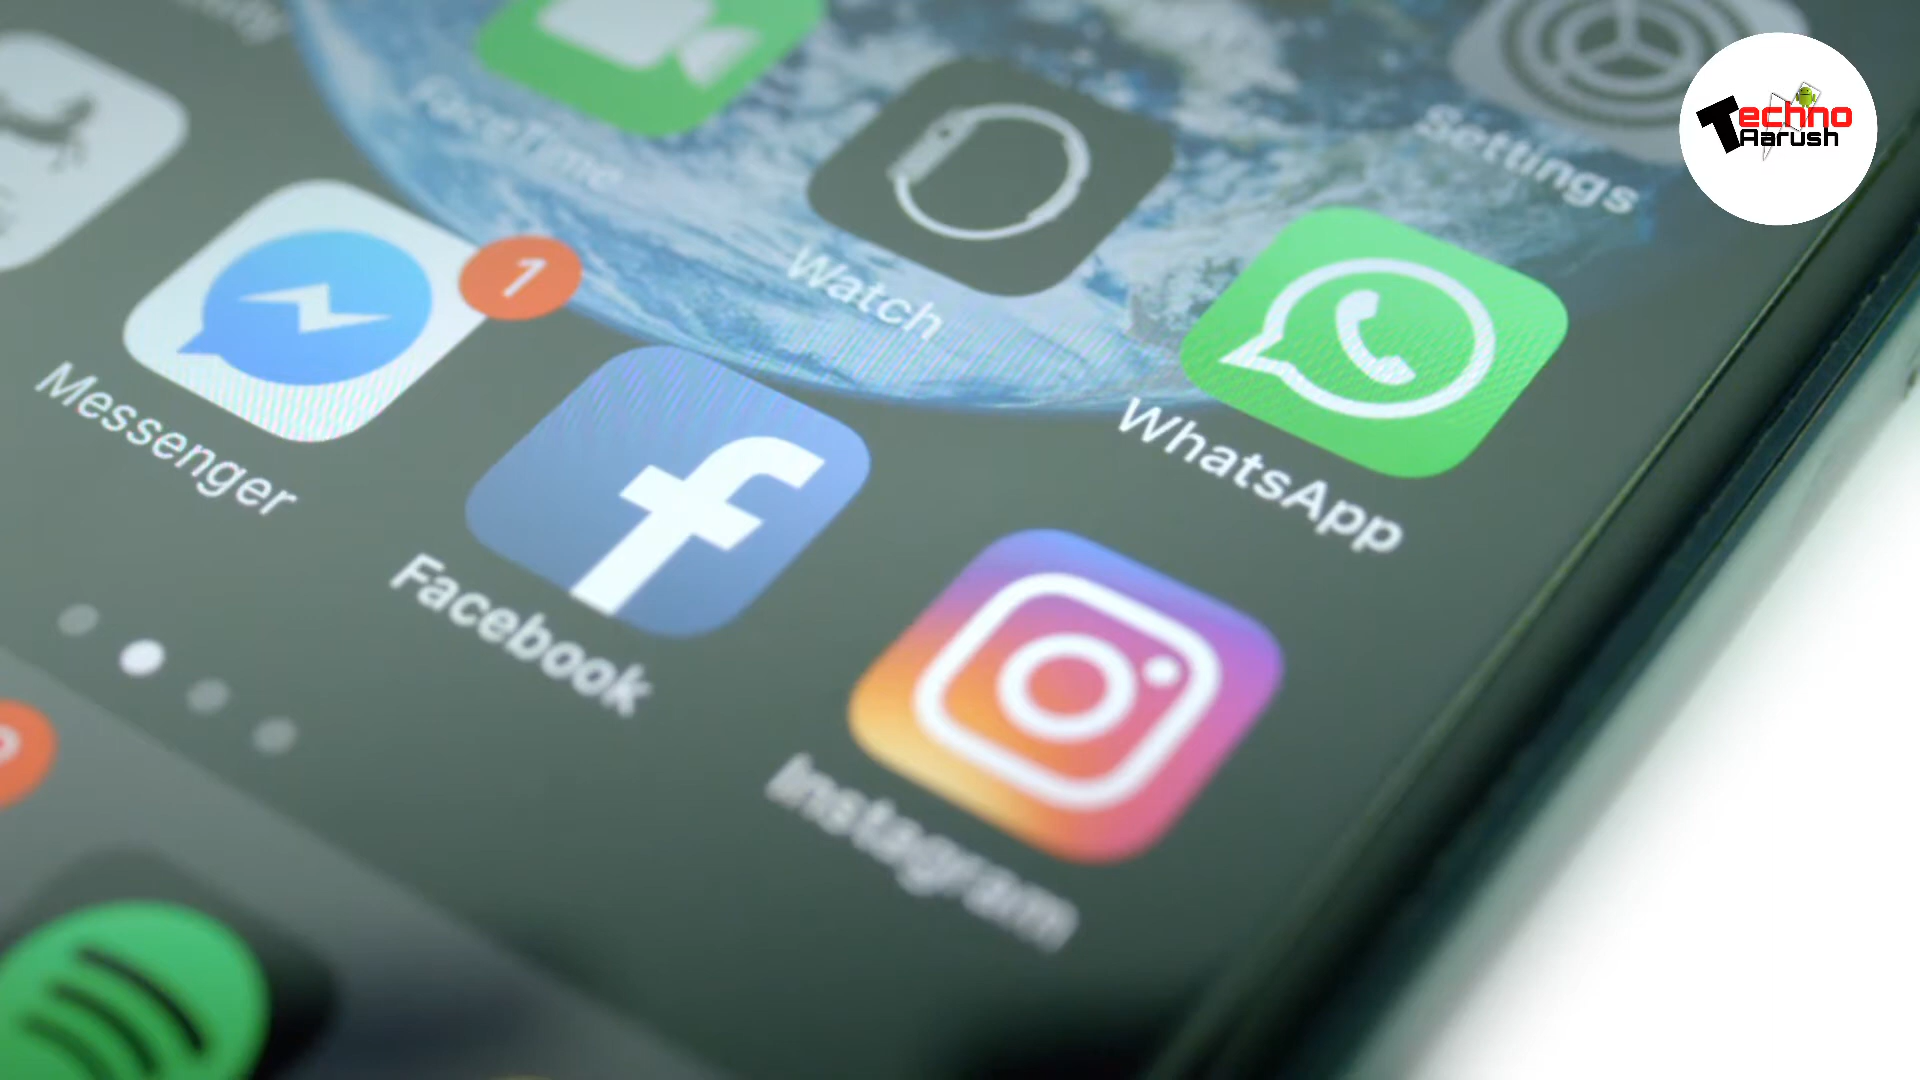 FaceTime
Settings
Techno
Aarush
Watch
1
WhatsApp
Messenger
Facebook
Instagram